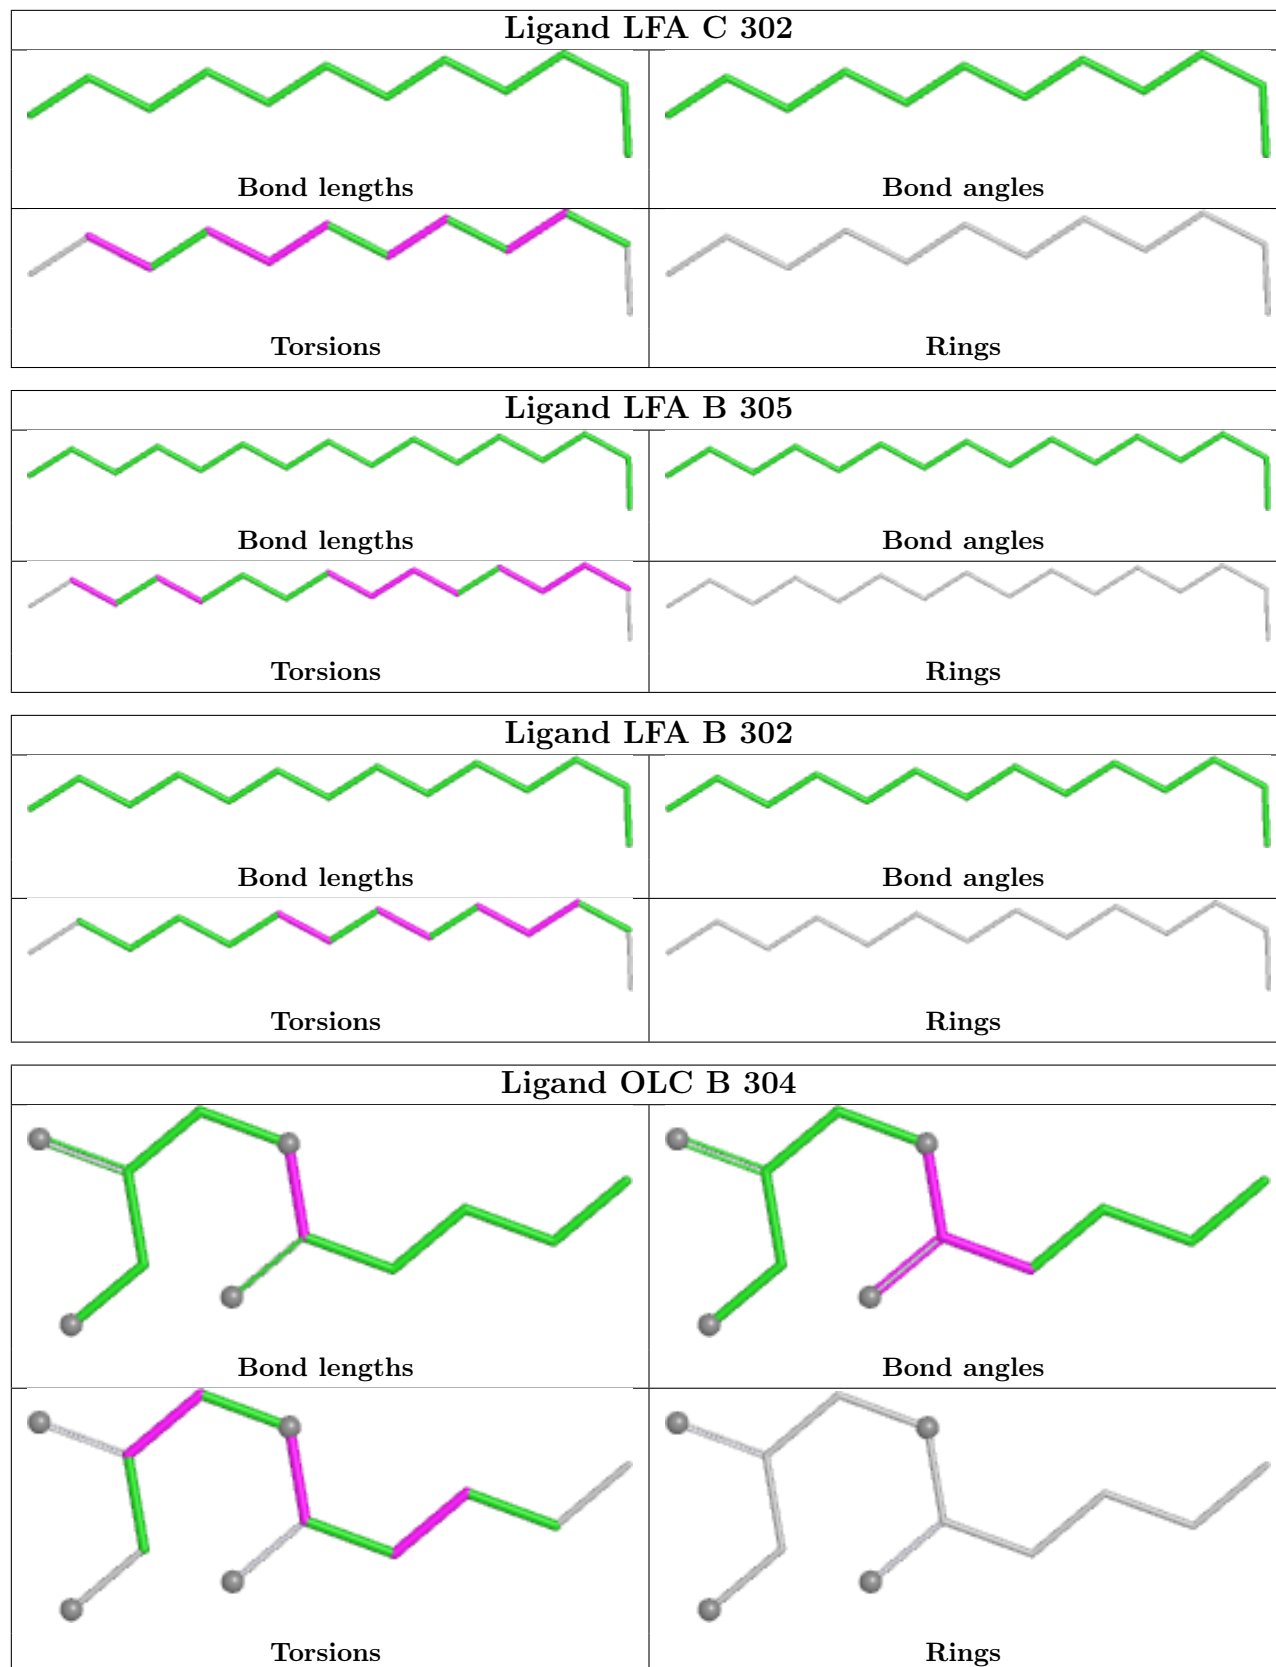 Ligand LFA C 302
Bond lengths
Bond angles
Torsions
Rings
Ligand LFA B 305
Bond lengths
Bond angles
Torsions
Rings
Ligand LFA B 302
Bond lengths
Bond angles
Torsions
Rings
Ligand OLC B 304
Bond lengths
Bond angles
Torsions
Rings